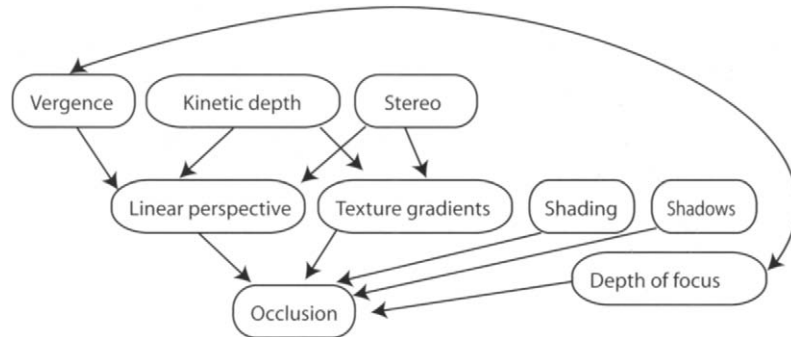 Vergence
Kinetic depth
Stereo
Linear perspective
Texture gradients
Shading
Shadows
Depth of focus
Occlusion